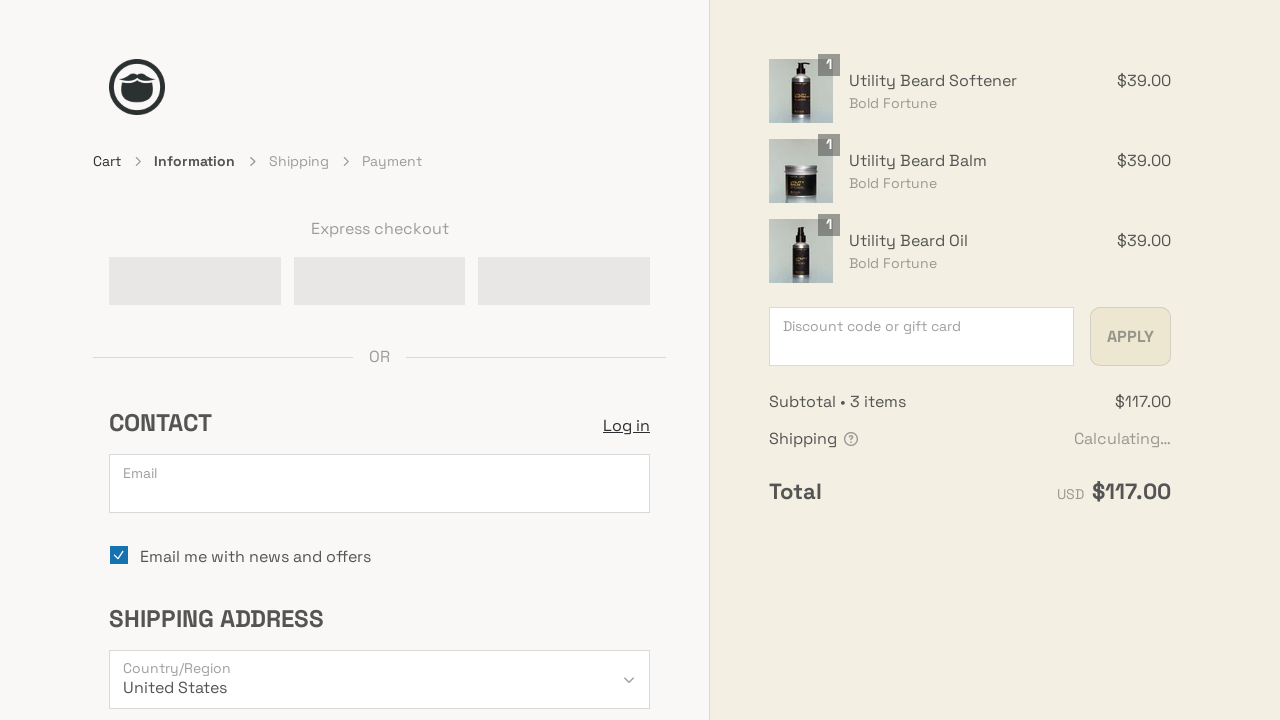 Cart
Information
Shipping
Payment
Express checkout
OR
CONTACT
Log in
Email
Email me with news and offers
SHIPPING ADDRESS
Country/Region
United States
1
Utility Beard Softener
$39.00
Bold Fortune
1
Utility Beard Balm
$39.00
Bold Fortune
1
Utility Beard Oil
$39.00
Bold Fortune
Discount code or gift card
APPLY
Subtotal • 3 items
$117.00
Shipping
Calculating…
Total
USD $117.00